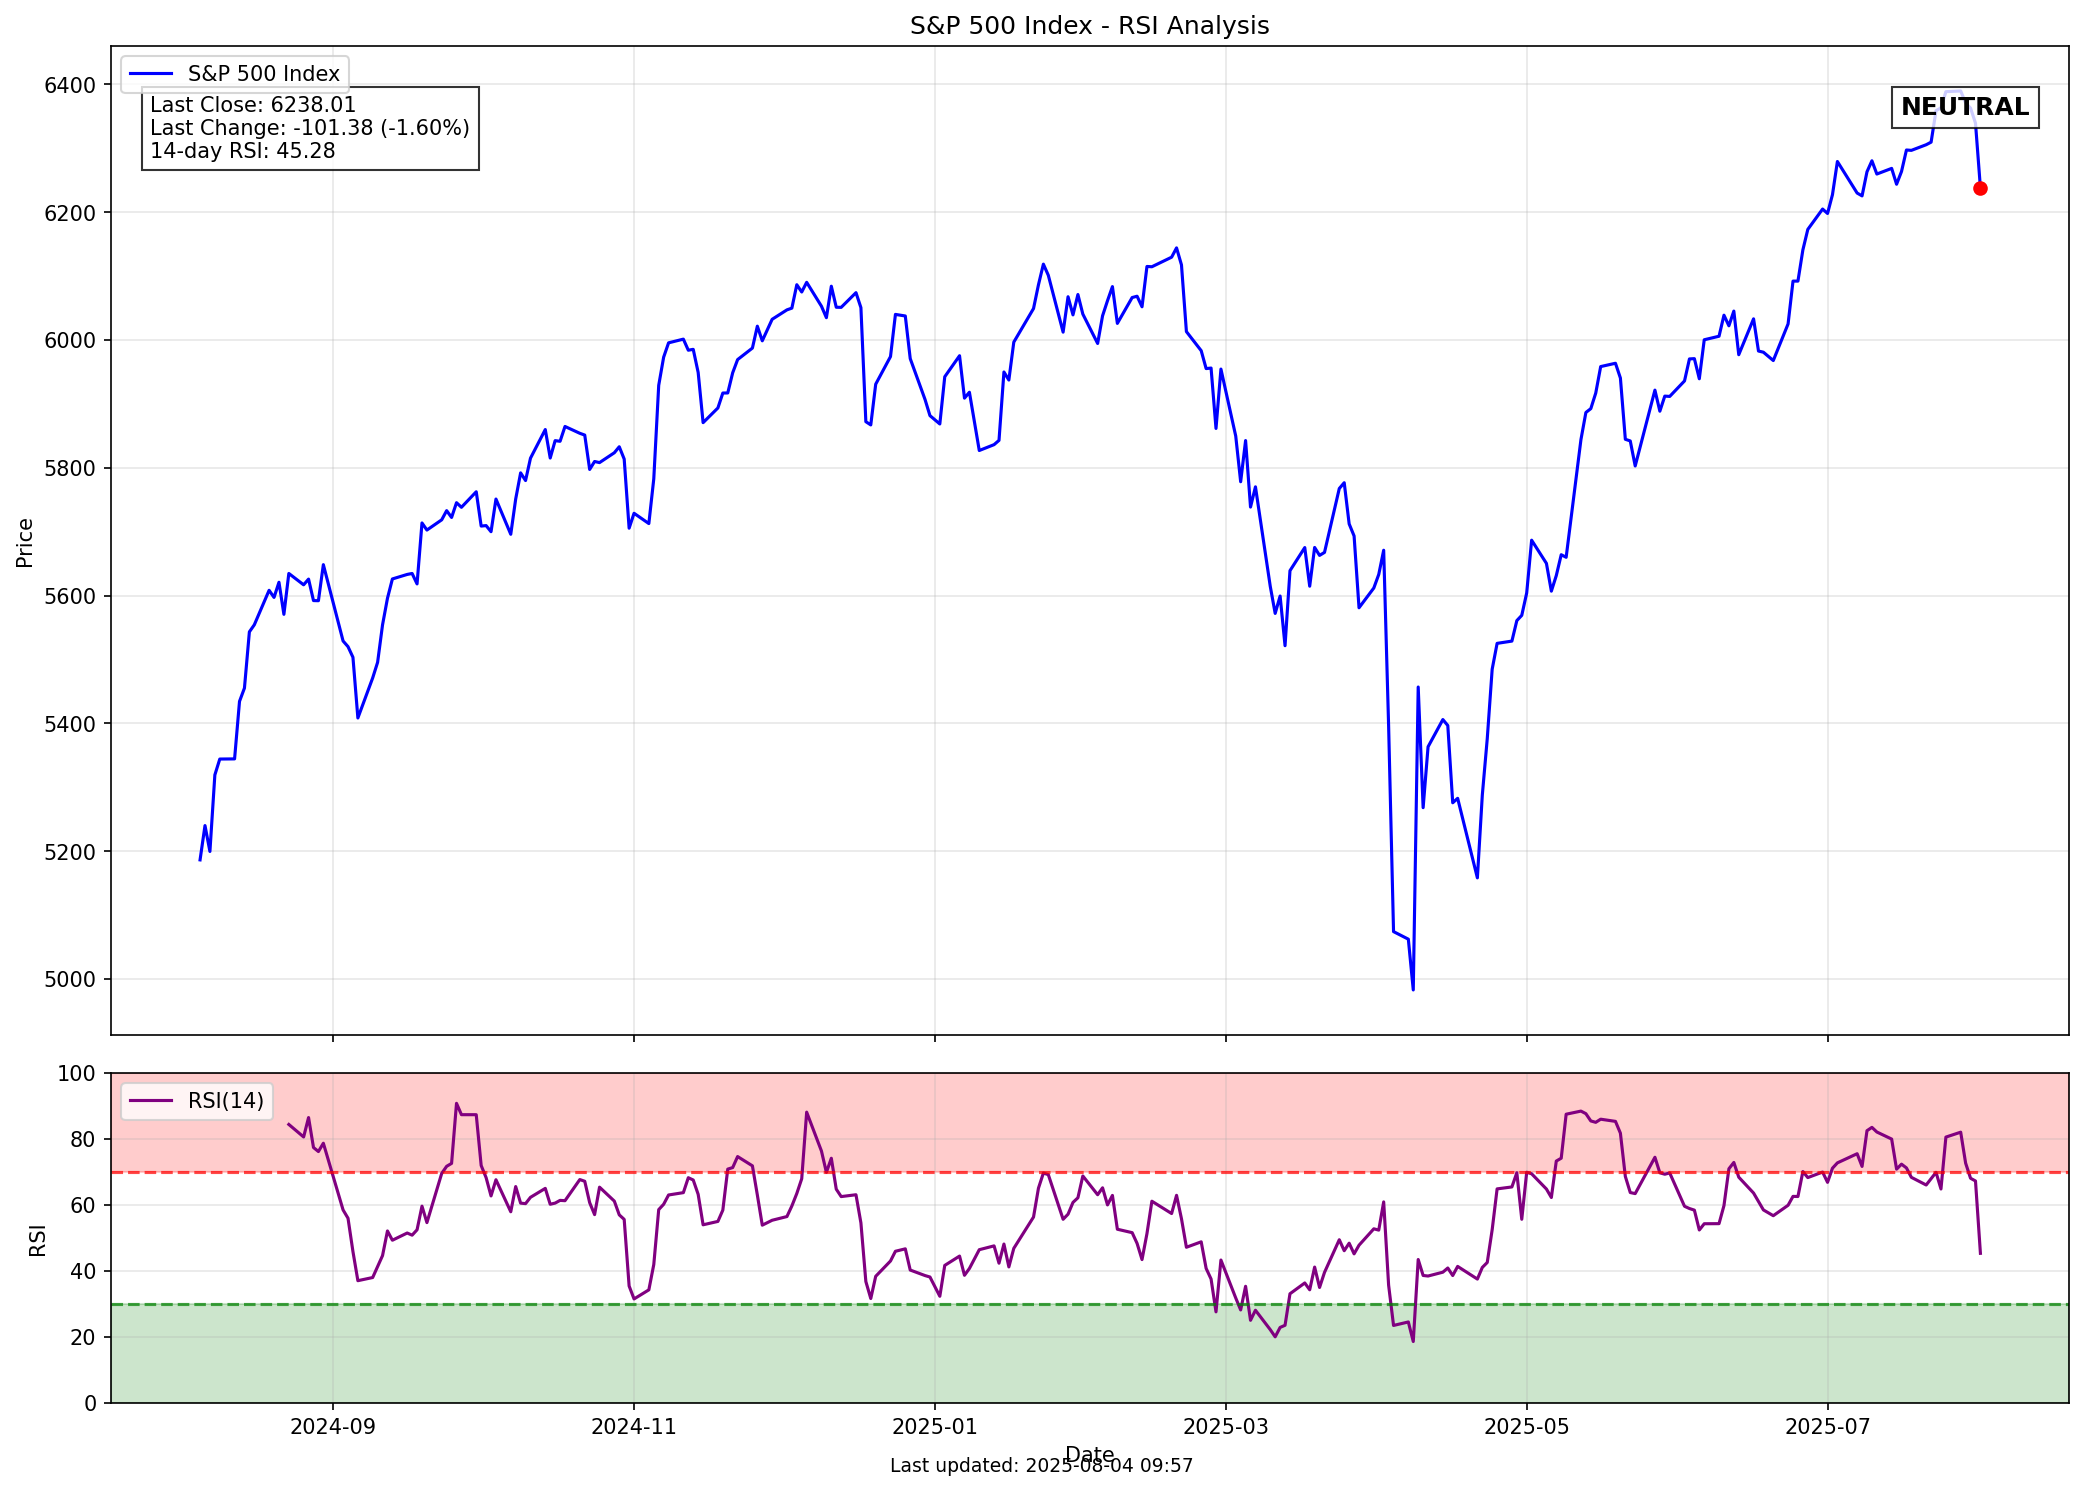 S&P 500 Index - RSI Analysis
S&P 500 Index
Last Close: 6238.01
Last Change: -101.38 (-1.60%)
14-day RSI: 45.28
NEUTRAL
6400
6200
6000
5800
5600
5400
5200
5000
Price
RSI(14)
100
80
60
40
20
0
RSI
2024-09
2024-11
2025-01
2025-03
2025-05
2025-07
Date
Last updated: 2025-08-04 09:57